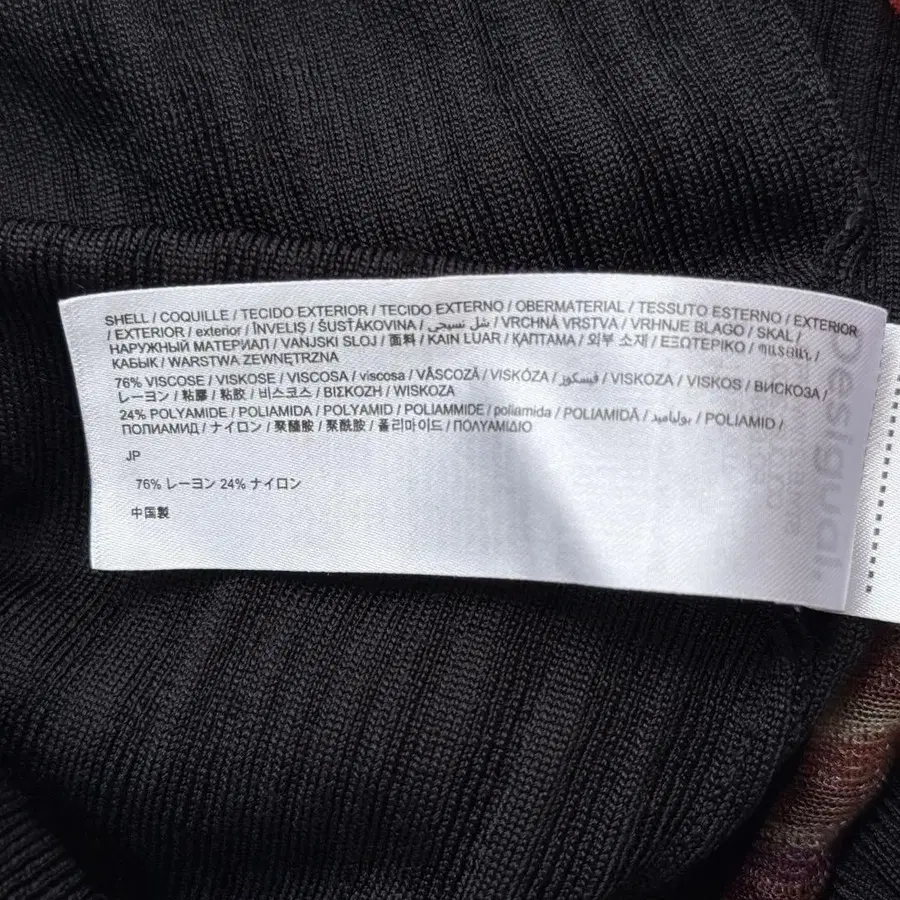 SHELL / COQUILLE / TECIDO EXTERIOR / TECIDO EXTERNO / OBERMATERIAL / TESSUTO ESTERNO / EXTERIOR
/ EXTERIOR / exterior / ÎNVELIȘ / ŠUSŤÁKOVINA / شل نسيجي / VRCHNÁ VRSTVA / VRHNJE BLAGO / SKAL /
НАРУЖНЫЙ МАТЕРИАЛ / VANJSKI SLOJ / 面料 / KAIN LUAR / ҚАПТАМА / 외부 소재 / ΕΞΩΤΕΡΙΚΟ / ՊԱՏՅԱՆ /
КАБЫК / WARSTWA ZEWNĘTRZNA
76% VISCOSE / VISKOSE / VISCOSA / viscosa / VÂSCOZĂ / VISKÓZA / فيسكوز / VISKOZA / VISKOS / ВИСКОЗА /
レーヨン / 粘膠 / 粘胶 / 비스코스 / ΒΙΣΚΟΖΗ / WISKOZA
24% POLYAMIDE / POLIAMIDA / POLYAMID / POLIAMMIDE / poliamida / POLIAMIDĂ / بولياميد / POLIAMID /
ПОЛИАМИД / ナイロン / 聚醯胺 / 聚酰胺 / 폴리마이드 / ΠΟΛΥΑΜΙΔΙΟ
JP
76% レーヨン 24% ナイロン
中国製
Desigual.